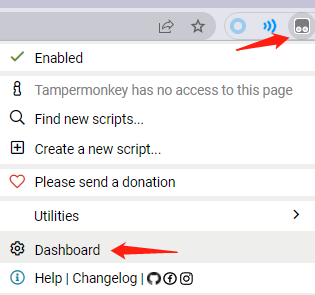 Enabled
Tampermonkey has no access to this page
Find new scripts...
Create a new script...
Please send a donation
Utilities
Dashboard
Help | Changelog |